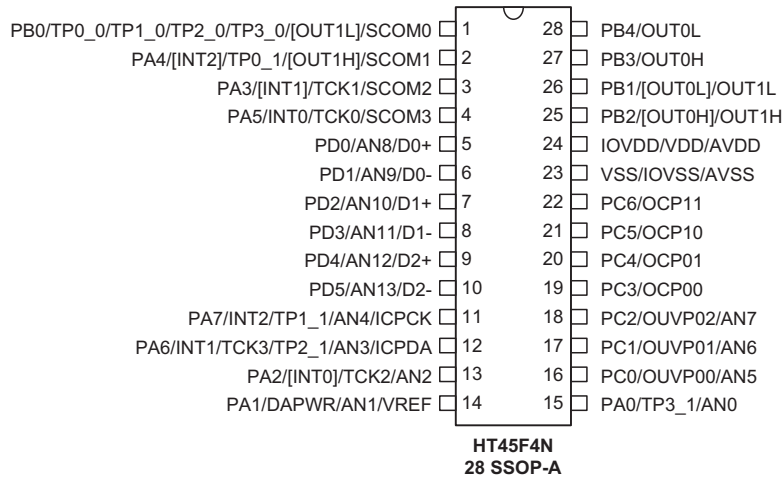 PB0/TP0_0/TP1_0/TP2_0/TP3_0/[OUT1L]/SCOM0 1 28 PB4/OUT0L
PA4/[INT2]/TP0_1/[OUT1H]/SCOM1 2 27 PB3/OUT0H
PA3/[INT1]/TCK1/SCOM2 3 26 PB1/[OUT0L]/OUT1L
PA5/INT0/TCK0/SCOM3 4 25 PB2/[OUT0H]/OUT1H
PD0/AN8/D0+ 5 24 IOVDD/VDD/AVDD
PD1/AN9/D0- 6 23 VSS/IOVSS/AVSS
PD2/AN10/D1+ 7 22 PC6/OCP11
PD3/AN11/D1- 8 21 PC5/OCP10
PD4/AN12/D2+ 9 20 PC4/OCP01
PD5/AN13/D2- 10 19 PC3/OCP00
PA7/INT2/TP1_1/AN4/ICPCK 11 18 PC2/OUVP02/AN7
PA6/INT1/TCK3/TP2_1/AN3/ICPDA 12 17 PC1/OUVP01/AN6
PA2/[INT0]/TCK2/AN2 13 16 PC0/OUVP00/AN5
PA1/DAPWR/AN1/VREF 14 15 PA0/TP3_1/AN0
HT45F4N
28 SSOP-A